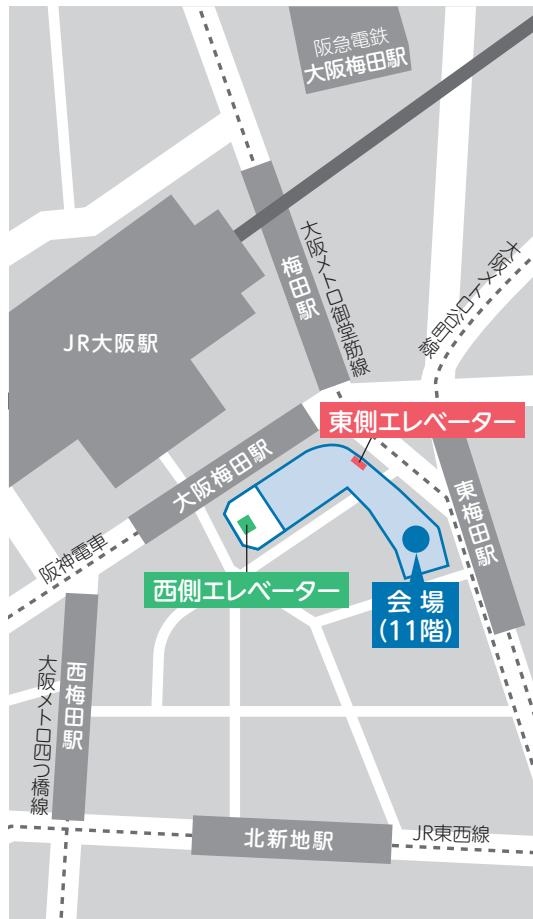 阪急電鉄
大阪梅田駅
大阪メトロ御堂筋線
梅田駅
大阪メトロ谷町線
JR大阪駅
東側エレベーター
大阪梅田駅
東梅田駅
阪神電車
西側エレベーター
会場
(11階)
西梅田駅
大阪メトロ四つ橋線
北新地駅
JR東西線